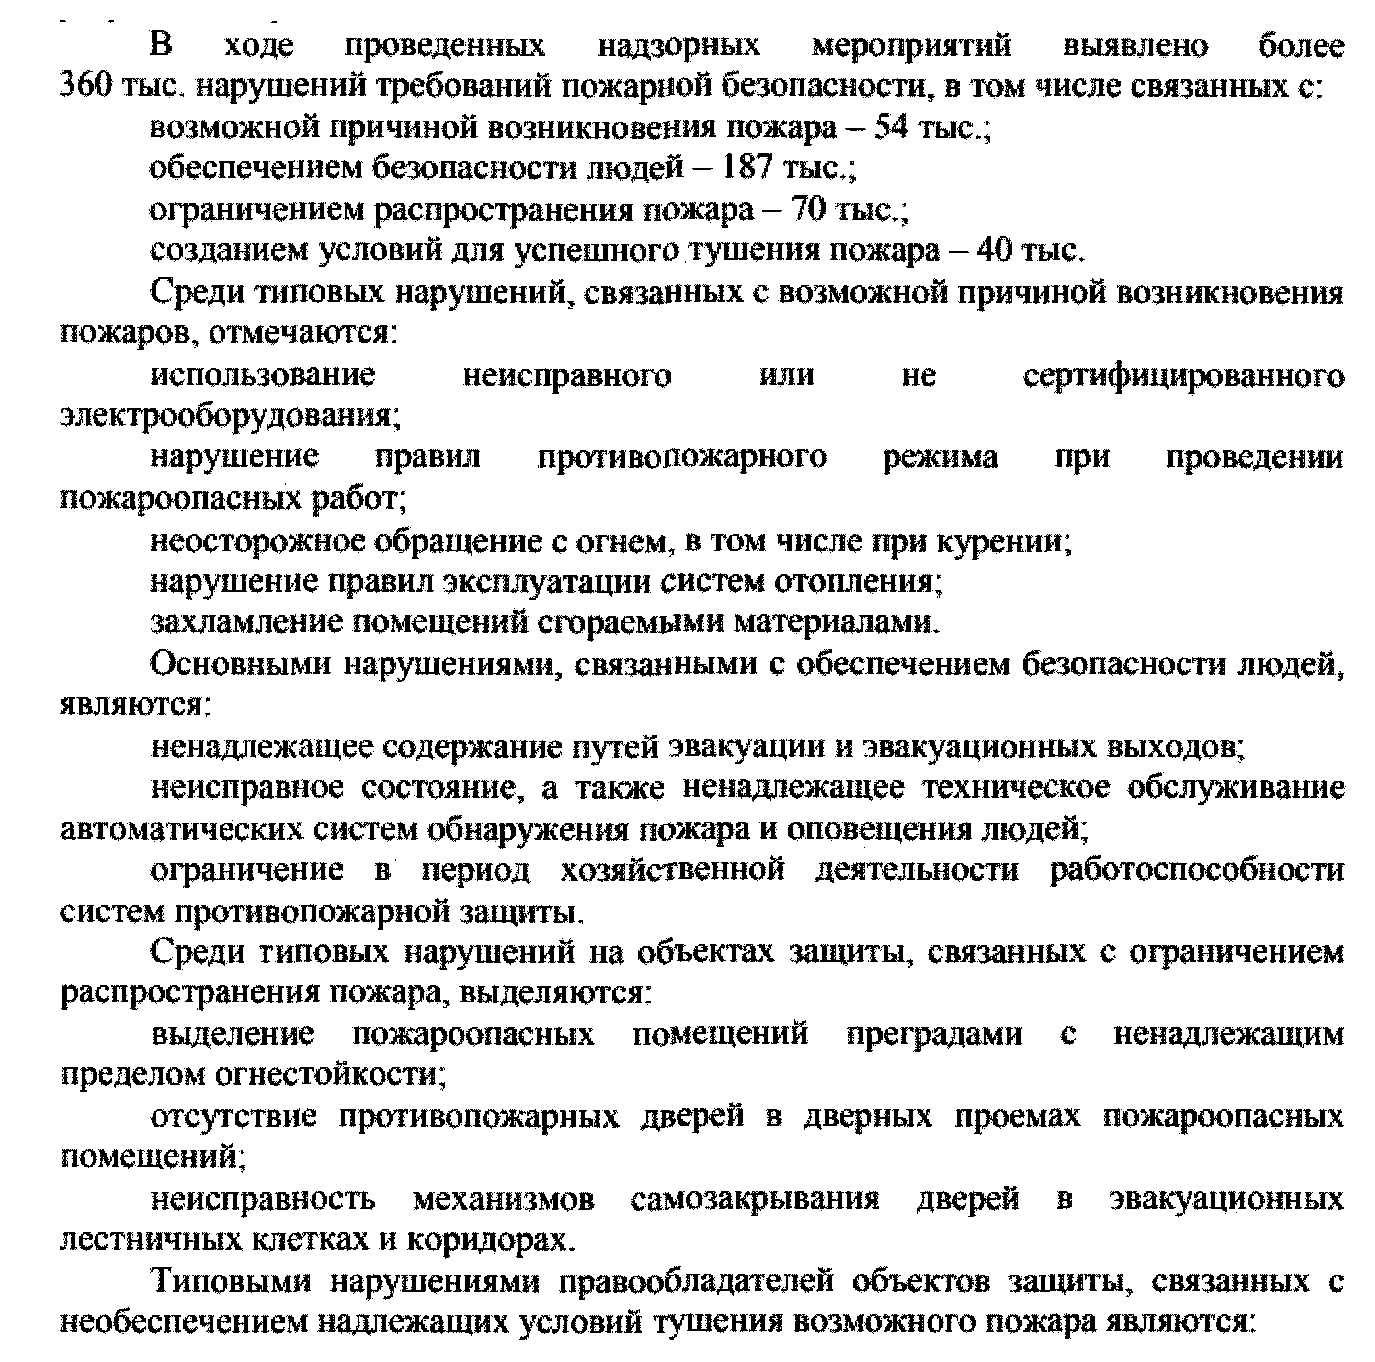 В ходе проведенных надзорных мероприятий выявлено более
360 тыс. нарушений требований пожарной безопасности, в том числе связанных с:
возможной причиной возникновения пожара – 54 тыс.;
обеспечением безопасности людей – 187 тыс.;
ограничением распространения пожара – 70 тыс.;
созданием условий для успешного тушения пожара – 40 тыс.
Среди типовых нарушений, связанных с возможной причиной возникновения
пожаров, отмечаются:
использование неисправного или не сертифицированного
электрооборудования;
нарушение правил противопожарного режима при проведении
пожароопасных работ;
неосторожное обращение с огнем, в том числе при курении;
нарушение правил эксплуатации систем отопления;
захламление помещений сгораемыми материалами.
Основными нарушениями, связанными с обеспечением безопасности людей,
являются:
ненадлежащее содержание путей эвакуации и эвакуационных выходов;
неисправное состояние, а также ненадлежащее техническое обслуживание
автоматических систем обнаружения пожара и оповещения людей;
ограничение в период хозяйственной деятельности работоспособности
систем противопожарной защиты.
Среди типовых нарушений на объектах защиты, связанных с ограничением
распространения пожара, выделяются:
выделение пожароопасных помещений преградами с ненадлежащим
пределом огнестойкости;
отсутствие противопожарных дверей в дверных проемах пожароопасных
помещений;
неисправность механизмов самозакрывания дверей в эвакуационных
лестничных клетках и коридорах.
Типовыми нарушениями правообладателей объектов защиты, связанных с
необеспечением надлежащих условий тушения возможного пожара являются: